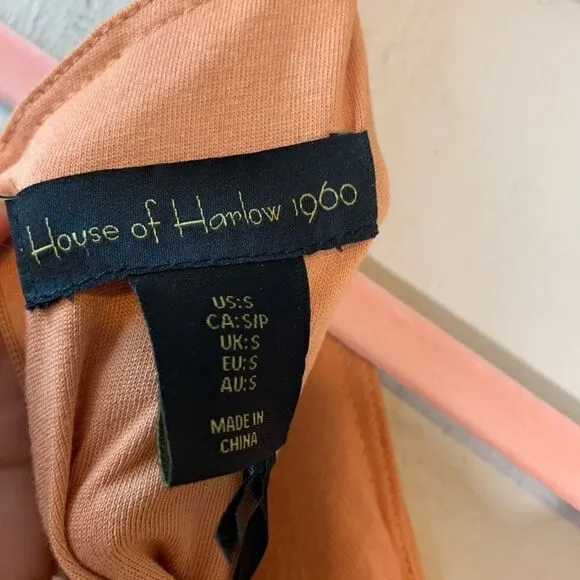 House of Harlow 1960
US:S
CA:S/P
UK:S
EU:S
AU:S
MADE IN
CHINA